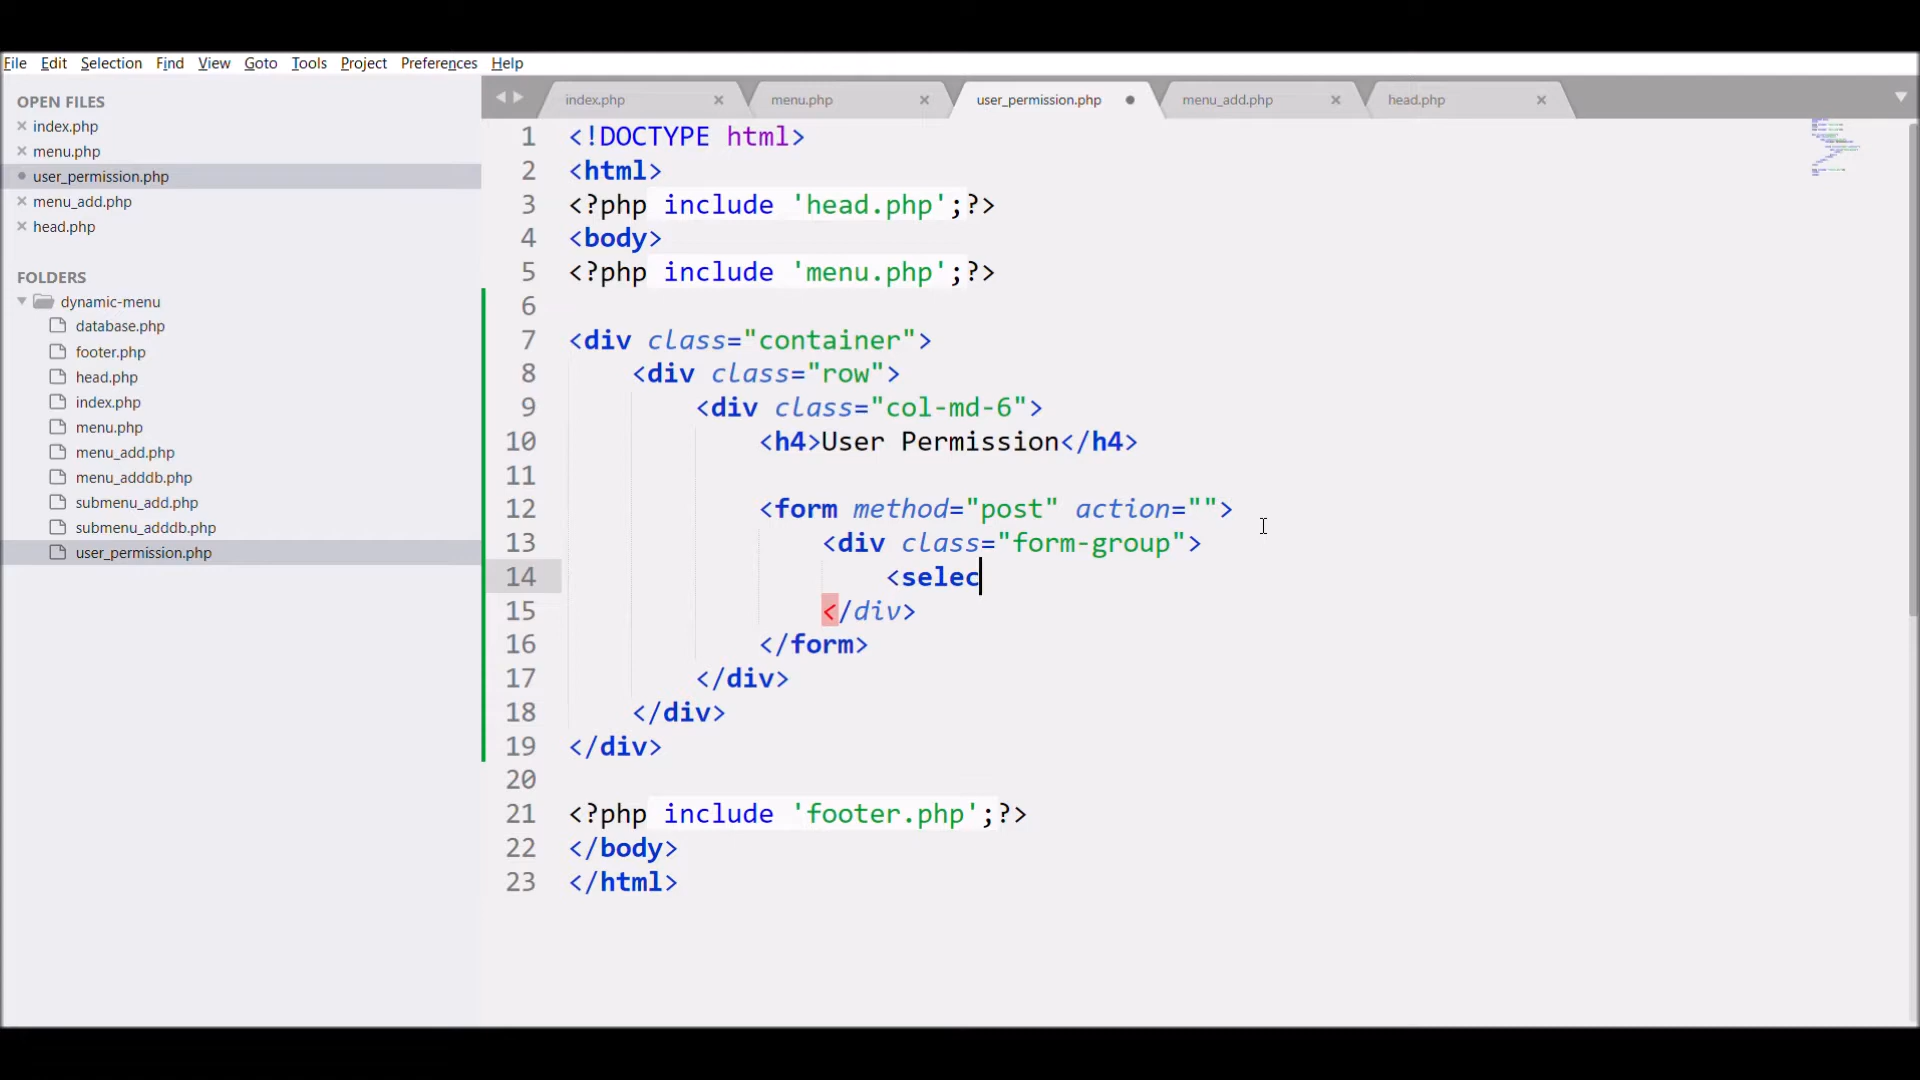 File Edit Selection Find View Goto Tools Project Preferences Help
OPEN FILES
index.php
menu.php
user_permission.php
menu_add.php
head.php
FOLDERS
dynamic-menu
database.php
footer.php
head.php
index.php
menu.php
menu_add.php
menu_adddb.php
submenu_add.php
submenu_adddb.php
user_permission.php
index.php menu.php user_permission.php menu_add.php head.php
1 <!DOCTYPE html>
2 <html>
3 <?php include 'head.php';?>
4 <body>
5 <?php include 'menu.php';?>
6
7 <div class="container">
8 <div class="row">
9 <div class="col-md-6">
10 <h4>User Permission</h4>
11
12 <form method="post" action="">
13 <div class="form-group">
14 <selec
15 </div>
16 </form>
17 </div>
18 </div>
19 </div>
20
21 <?php include 'footer.php';?>
22 </body>
23 </html>